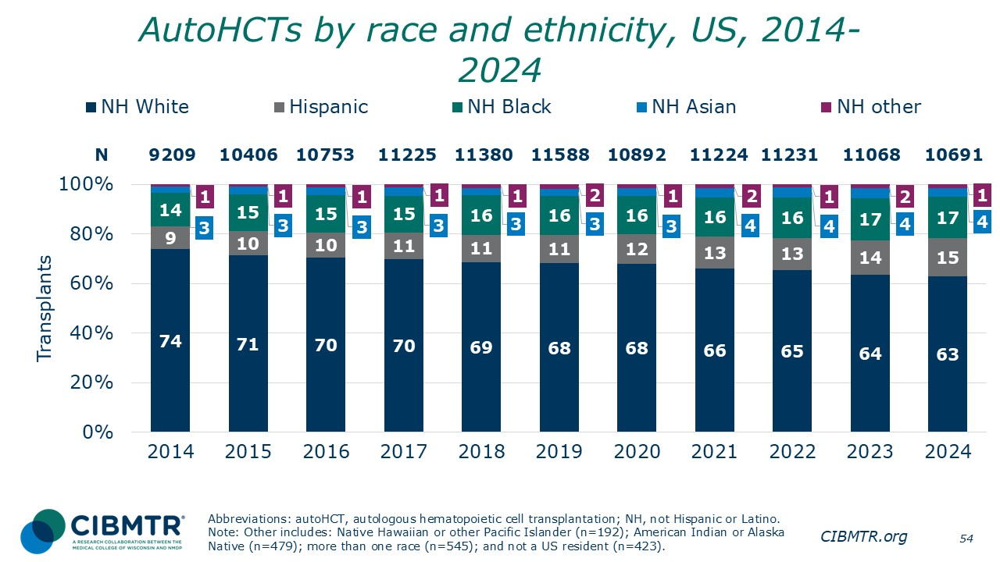 AutoHCTs by race and ethnicity, US, 2014-
2024
NH White Hispanic NH Black NH Asian NH other
N 9209 10406 10753 11225 11380 11588 10892 11224 11231 11068 10691
100%
80%
60%
40%
20%
0%
Transplants
1 1 1 1 1 2 1 2 1 2 1
3 3 3 3 3 3 3 4 4 4 4
14 15 15 15 16 16 16 16 16 17 17
9 10 10 11 11 11 12 13 13 14 15
74 71 70 70 69 68 68 66 65 64 63
2014 2015 2016 2017 2018 2019 2020 2021 2022 2023 2024
CIBMTR®
A RESEARCH COLLABORATION BETWEEN THE
MEDICAL COLLEGE OF WISCONSIN AND NMDP
Abbreviations: autoHCT, autologous hematopoietic cell transplantation; NH, not Hispanic or Latino.
Note: Other includes: Native Hawaiian or other Pacific Islander (n=192); American Indian or Alaska
Native (n=479); more than one race (n=545); and not a US resident (n=423).
CIBMTR.org
54